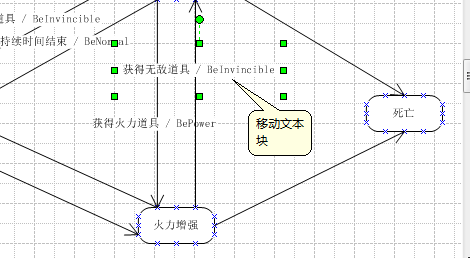 道具 / BeInvincible
持续时间结束 / BeNormal
获得无敌道具 / BeInvincible
获得火力道具 / BePower
移动文本
块
死亡
火力增强